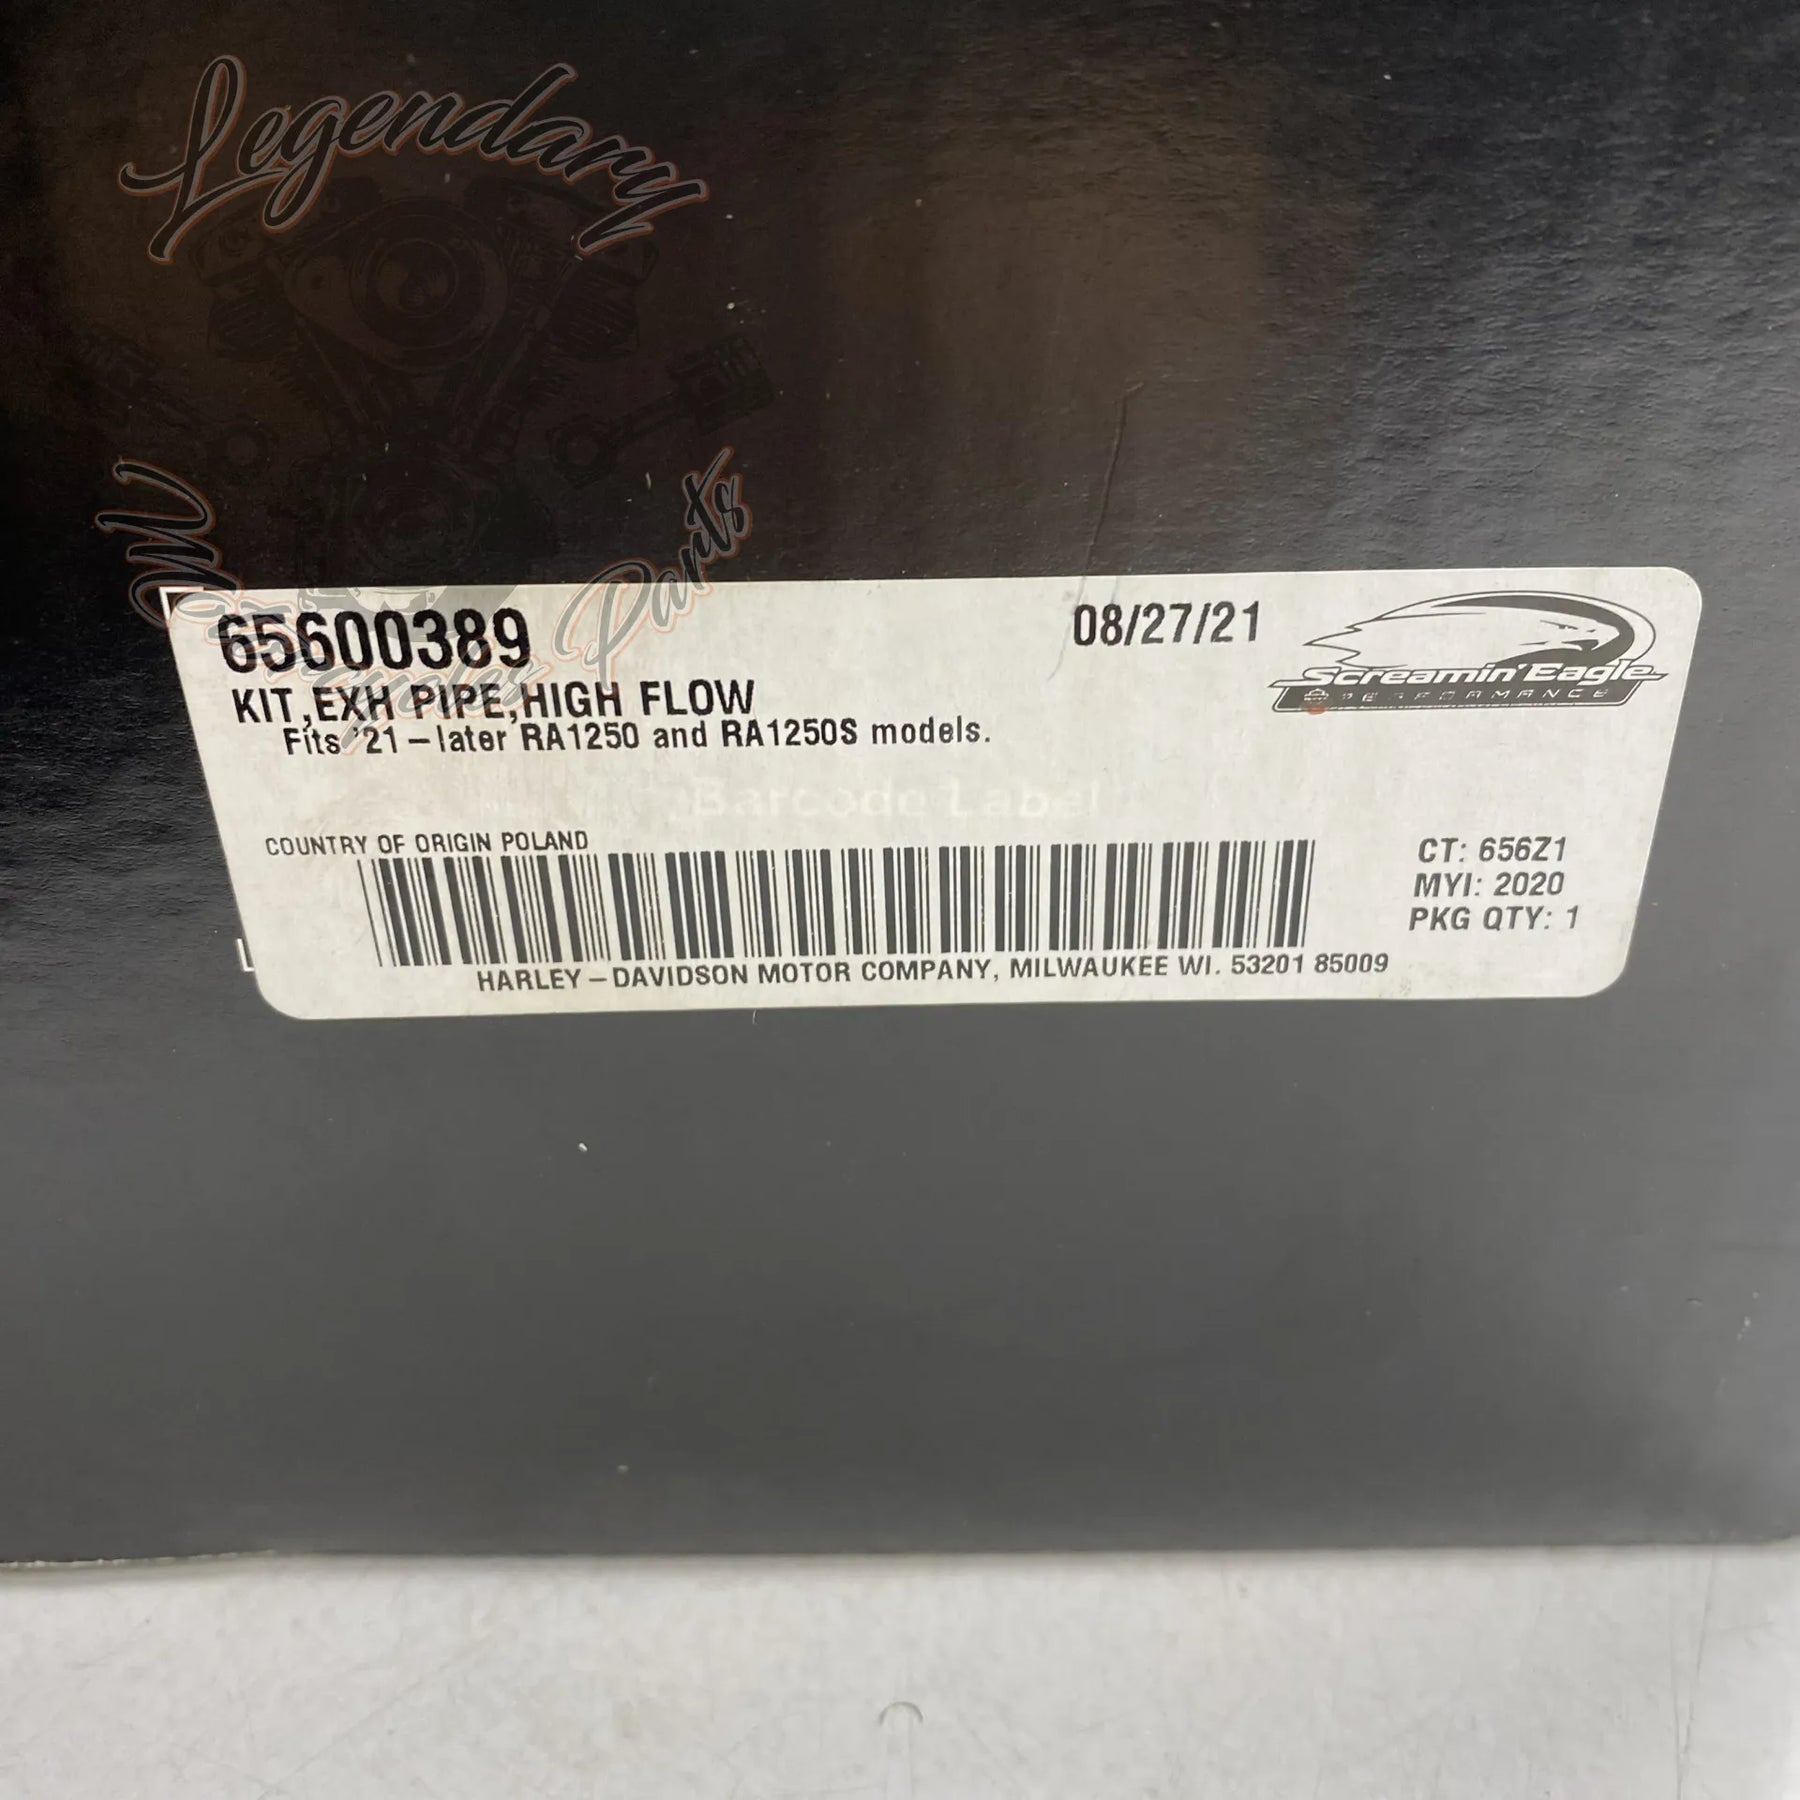 Legendary
Motorcycles Parts
65600389
08/27/21
Screamin' Eagle
PERFORMANCE
KIT,EXH PIPE,HIGH FLOW
Fits '21-later RA1250 and RA1250S models.
Barcode Label
COUNTRY OF ORIGIN POLAND
CT: 656Z1
MYI: 2020
PKG QTY: 1
HARLEY-DAVIDSON MOTOR COMPANY, MILWAUKEE WI. 53201 85009